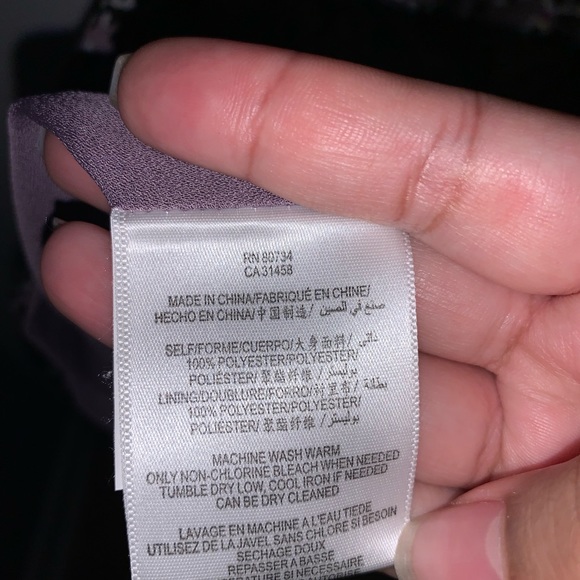 RN 80734
CA 31458
MADE IN CHINA/FABRIQUÉ EN CHINE/
HECHO EN CHINA/中国制造/ صنع في الصين
SELF/FORME/CUERPO/大身面料/ ذاتي
100% POLYESTER/POLYESTER/
POLIÉSTER/聚酯纤维/ بوليستر
LINING/DOUBLURE/FORRO/衬里布/ بطانة
100% POLYESTER/POLYESTER/
POLIÉSTER/ 聚酯纤维 / بوليستر
MACHINE WASH WARM
ONLY NON-CHLORINE BLEACH WHEN NEEDED
TUMBLE DRY LOW, COOL IRON IF NEEDED
CAN BE DRY CLEANED
LAVAGE EN MACHINE A L'EAU TIEDE
UTILISEZ DE LA JAVEL SANS CHLORE SI BESOIN
SECHAGE DOUX
REPASSER A BASSE
SI NECESSAIRE